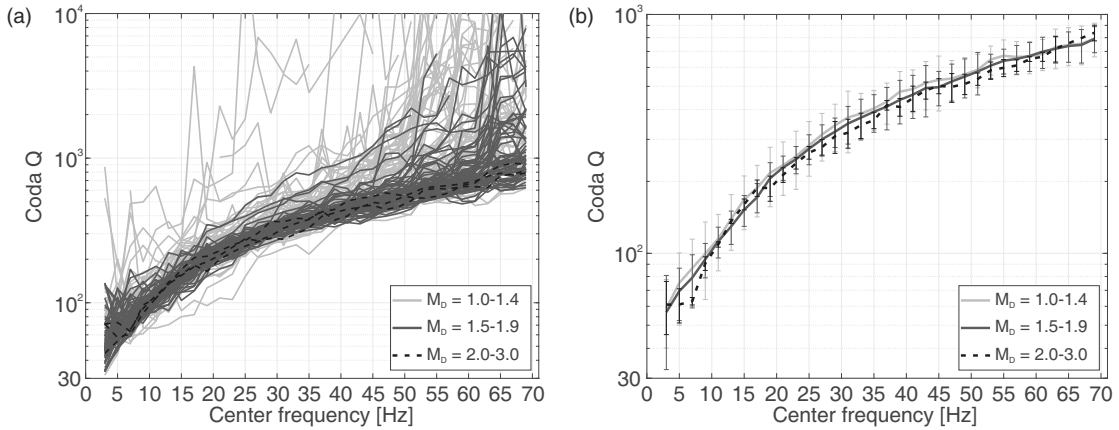 (a)
10⁴
10³
10²
30
Coda Q
0 5 10 15 20 25 30 35 40 45 50 55 60 65 70
Center frequency [Hz]
M_D = 1.0-1.4
M_D = 1.5-1.9
M_D = 2.0-3.0
(b)
10³
10²
30
Coda Q
0 5 10 15 20 25 30 35 40 45 50 55 60 65 70
Center frequency [Hz]
M_D = 1.0-1.4
M_D = 1.5-1.9
M_D = 2.0-3.0